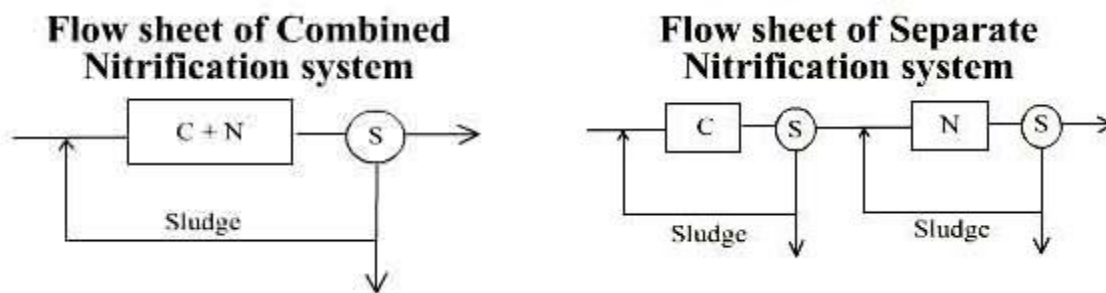 Flow sheet of Combined
Nitrification system
C + N
S
Sludge
Flow sheet of Separate
Nitrification system
C
S
N
S
Sludge
Sludge